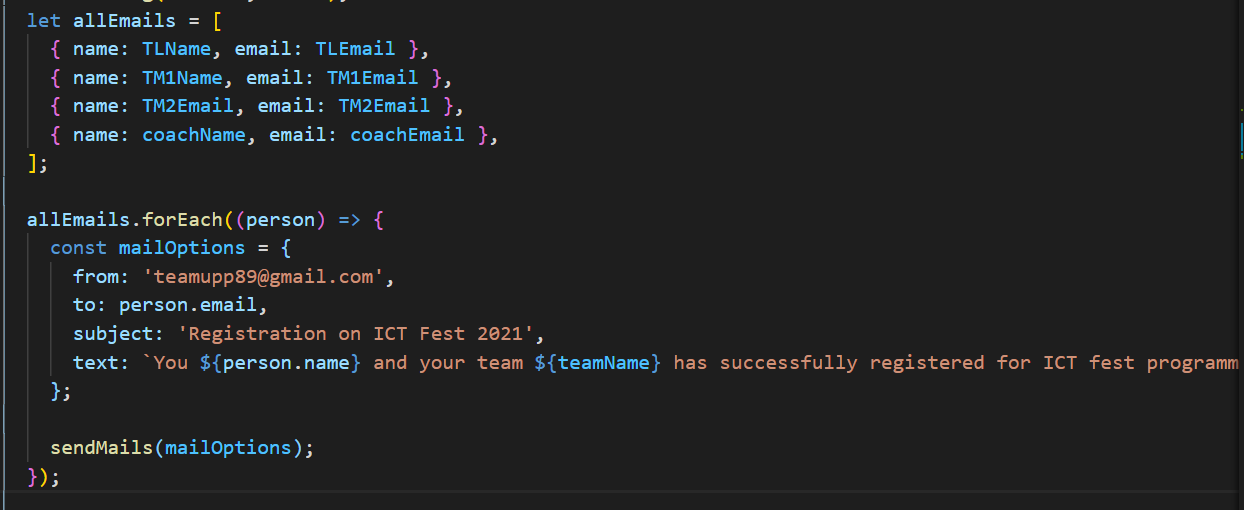 let allEmails = [
{ name: TLName, email: TLEmail },
{ name: TM1Name, email: TM1Email },
{ name: TM2Email, email: TM2Email },
{ name: coachName, email: coachEmail },
];
allEmails.forEach((person) => {
const mailOptions = {
from: 'teamupp89@gmail.com',
to: person.email,
subject: 'Registration on ICT Fest 2021',
text: `You ${person.name} and your team ${teamName} has successfully registered for ICT fest programm
};
sendMails(mailOptions);
});